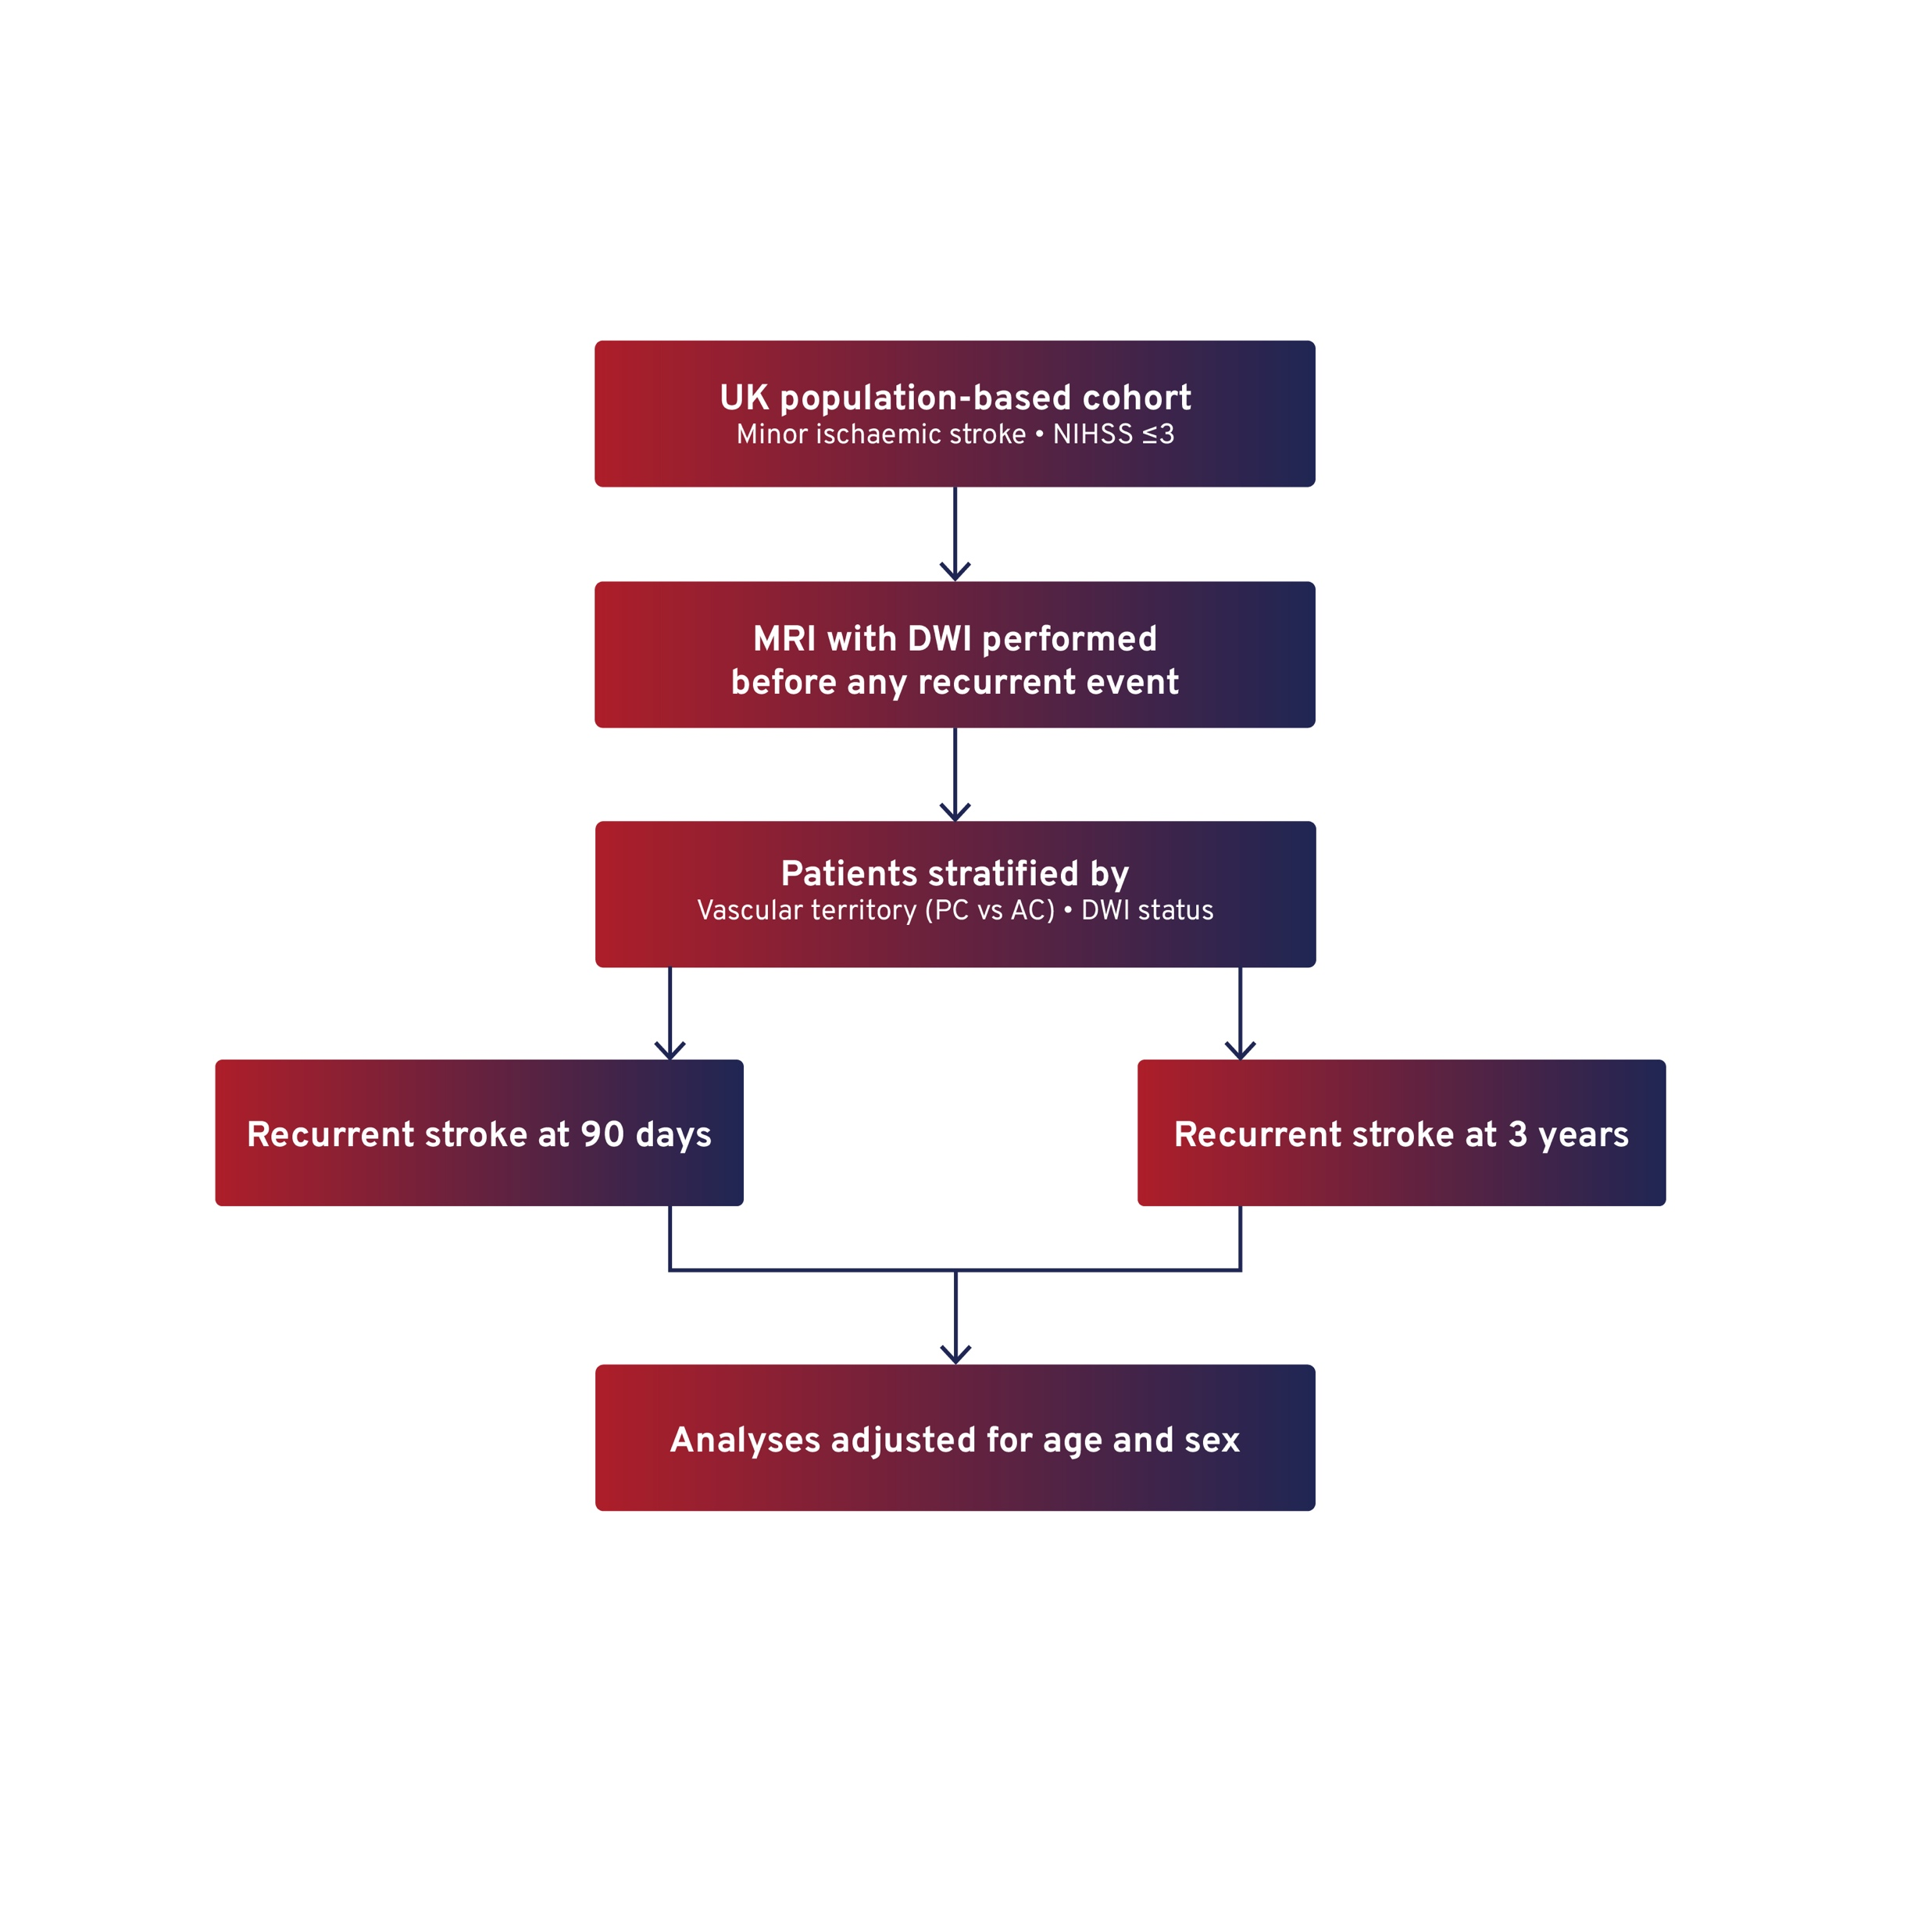 UK population-based cohort
Minor ischaemic stroke • NIHSS ≤3
MRI with DWI performed
before any recurrent event
Patients stratified by
Vascular territory (PC vs AC) • DWI status
Recurrent stroke at 90 days
Recurrent stroke at 3 years
Analyses adjusted for age and sex